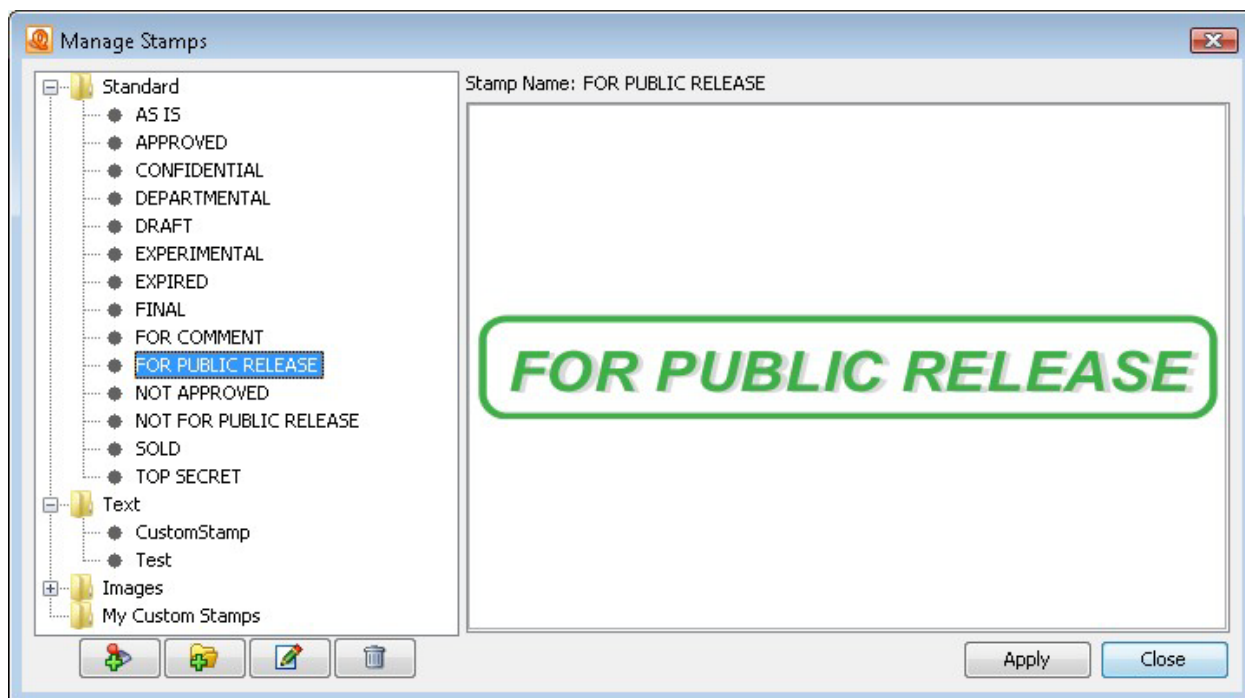 Manage Stamps
Standard
AS IS
APPROVED
CONFIDENTIAL
DEPARTMENTAL
DRAFT
EXPERIMENTAL
EXPIRED
FINAL
FOR COMMENT
FOR PUBLIC RELEASE
NOT APPROVED
NOT FOR PUBLIC RELEASE
SOLD
TOP SECRET
Text
CustomStamp
Test
Images
My Custom Stamps
Stamp Name: FOR PUBLIC RELEASE
FOR PUBLIC RELEASE
Apply
Close